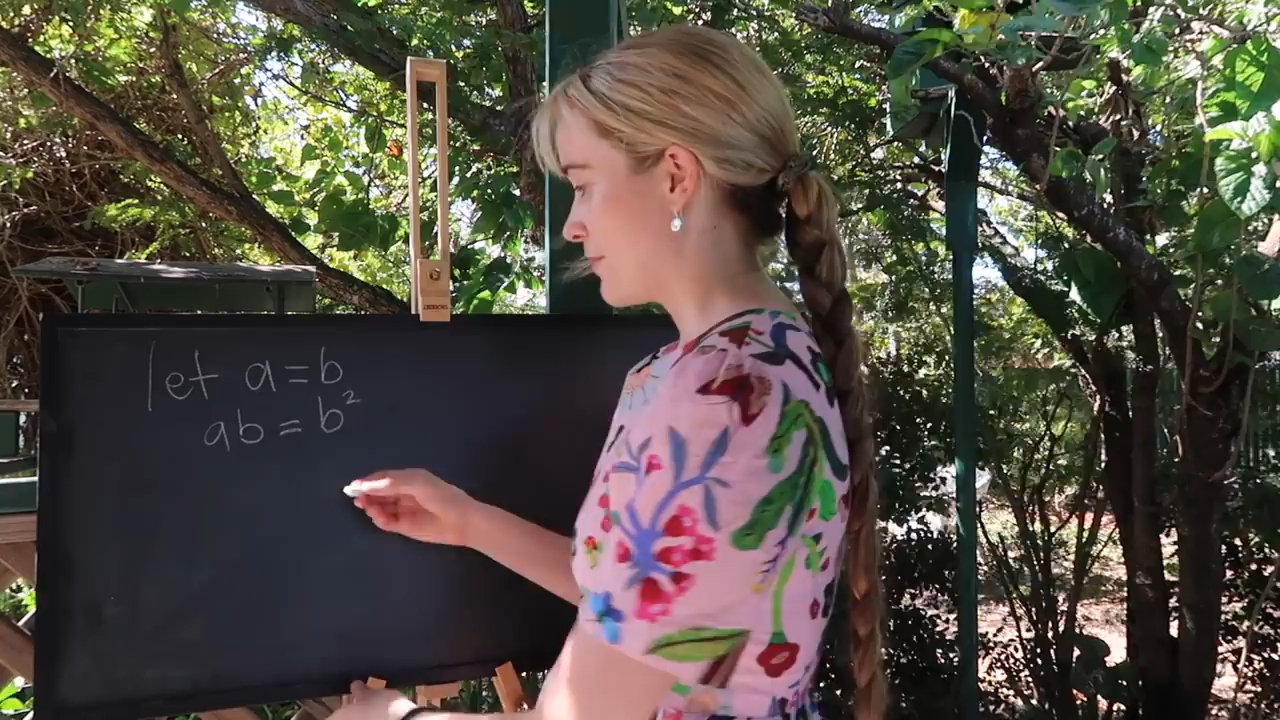 let a = b
ab = b²